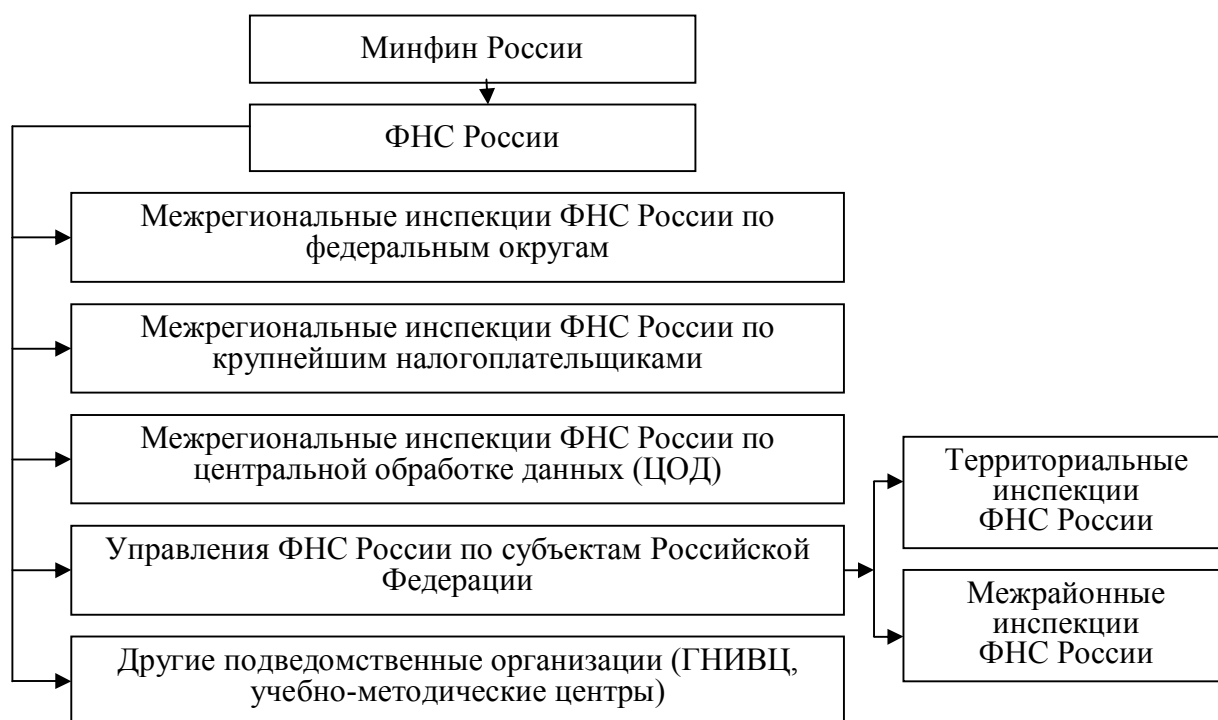 Минфин России
ФНС России
Межрегиональные инспекции ФНС России по
федеральным округам
Межрегиональные инспекции ФНС России по
крупнейшим налогоплательщиками
Межрегиональные инспекции ФНС России по
центральной обработке данных (ЦОД)
Управления ФНС России по субъектам Российской
Федерации
Другие подведомственные организации (ГНИВЦ,
учебно-методические центры)
Территориальные
инспекции
ФНС России
Межрайонные
инспекции
ФНС России